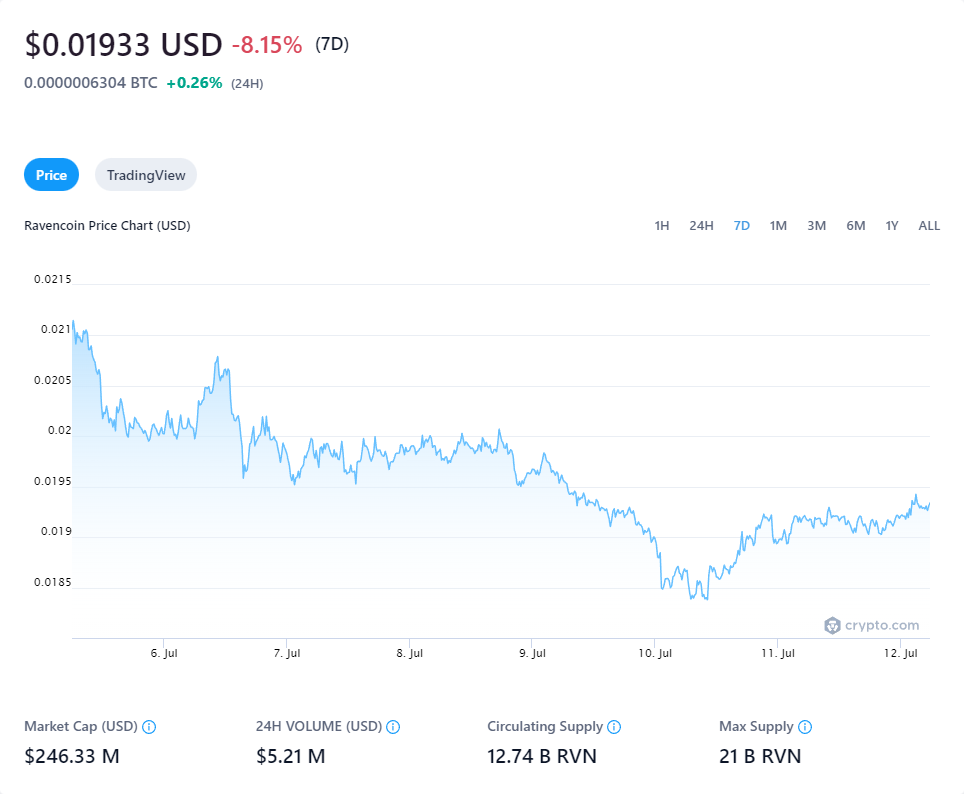 $0.01933 USD -8.15% (7D)
0.0000006304 BTC +0.26% (24H)
Price TradingView
Ravencoin Price Chart (USD) 1H 24H 7D 1M 3M 6M 1Y ALL
0.0215
0.021
0.0205
0.02
0.0195
0.019
0.0185
crypto.com
6. Jul 7. Jul 8. Jul 9. Jul 10. Jul 11. Jul 12. Jul
Market Cap (USD) 24H VOLUME (USD) Circulating Supply Max Supply
$246.33 M $5.21 M 12.74 B RVN 21 B RVN